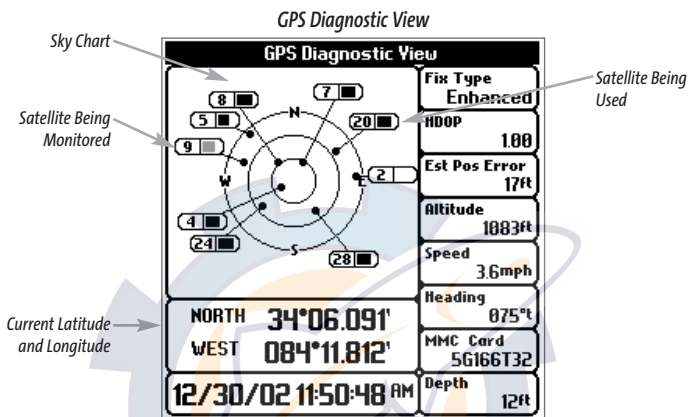 GPS Diagnostic View
Sky Chart
GPS Diagnostic View
Satellite Being
Used
Satellite Being
Monitored
8
7
5
20
9
2
4
24
28
N
W
E
S
Fix Type
Enhanced
HDOP
1.00
Est Pos Error
17ft
Altitude
1083ft
Speed
3.6mph
Heading
075°t
MMC Card
5G166T32
Depth
12ft
Current Latitude
and Longitude
NORTH 34°06.091'
WEST 084°11.812'
12/30/02 11:50:48 AM